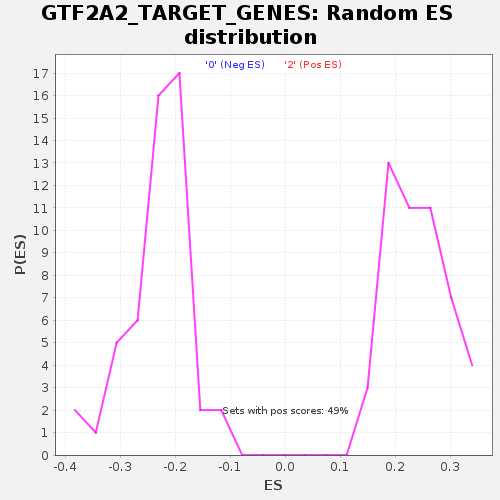 GTF2A2_TARGET_GENES: Random ES
distribution
'0' (Neg ES) '2' (Pos ES)
17
16
15
14
13
12
11
10
9
8
7
6
5
4
3
2
1
0
P(ES)
Sets with pos scores: 49%
-0.4 -0.3 -0.2 -0.1 0.0 0.1 0.2 0.3
ES